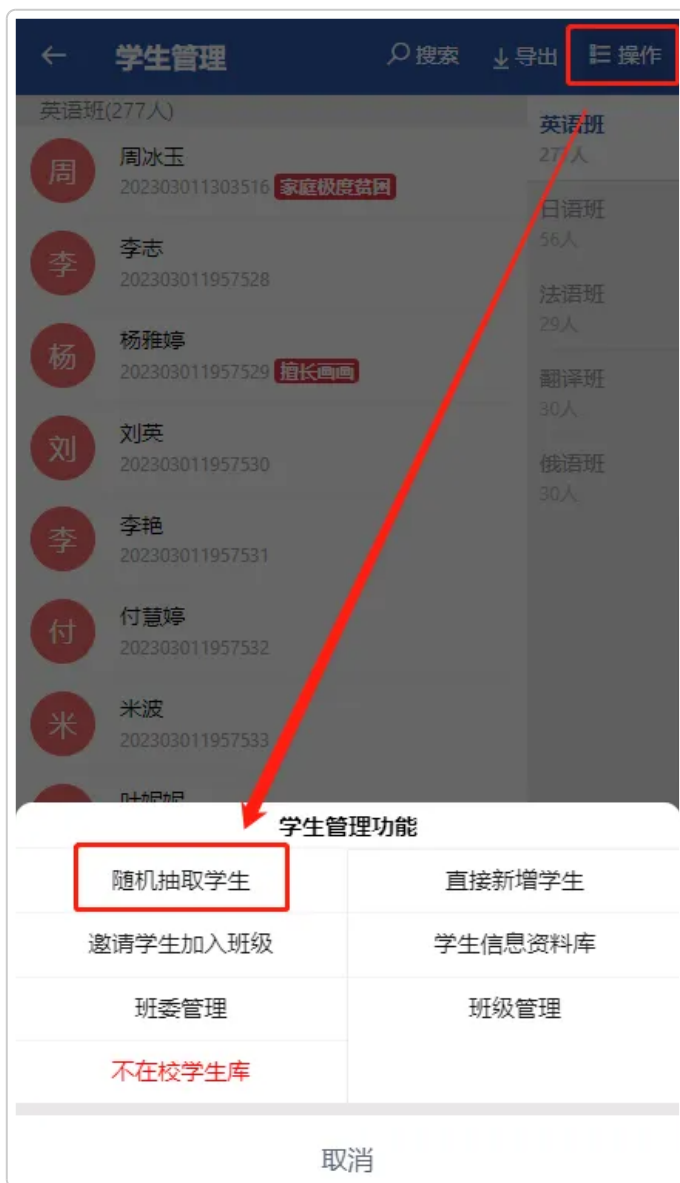 学生管理
搜索
导出
操作
英语班(277人)
周
周冰玉
202303011303516 家庭极度贫困
李
李志
202303011957528
杨
杨雅婷
202303011957529 擅长画画
刘
刘英
202303011957530
李
李艳
202303011957531
付
付慧婷
202303011957532
米
米波
202303011957533
叶妮妮
英语班
277人
日语班
56人
法语班
29人
翻译班
30人
俄语班
30人
学生管理功能
随机抽取学生
直接新增学生
邀请学生加入班级
学生信息资料库
班委管理
班级管理
不在校学生库
取消